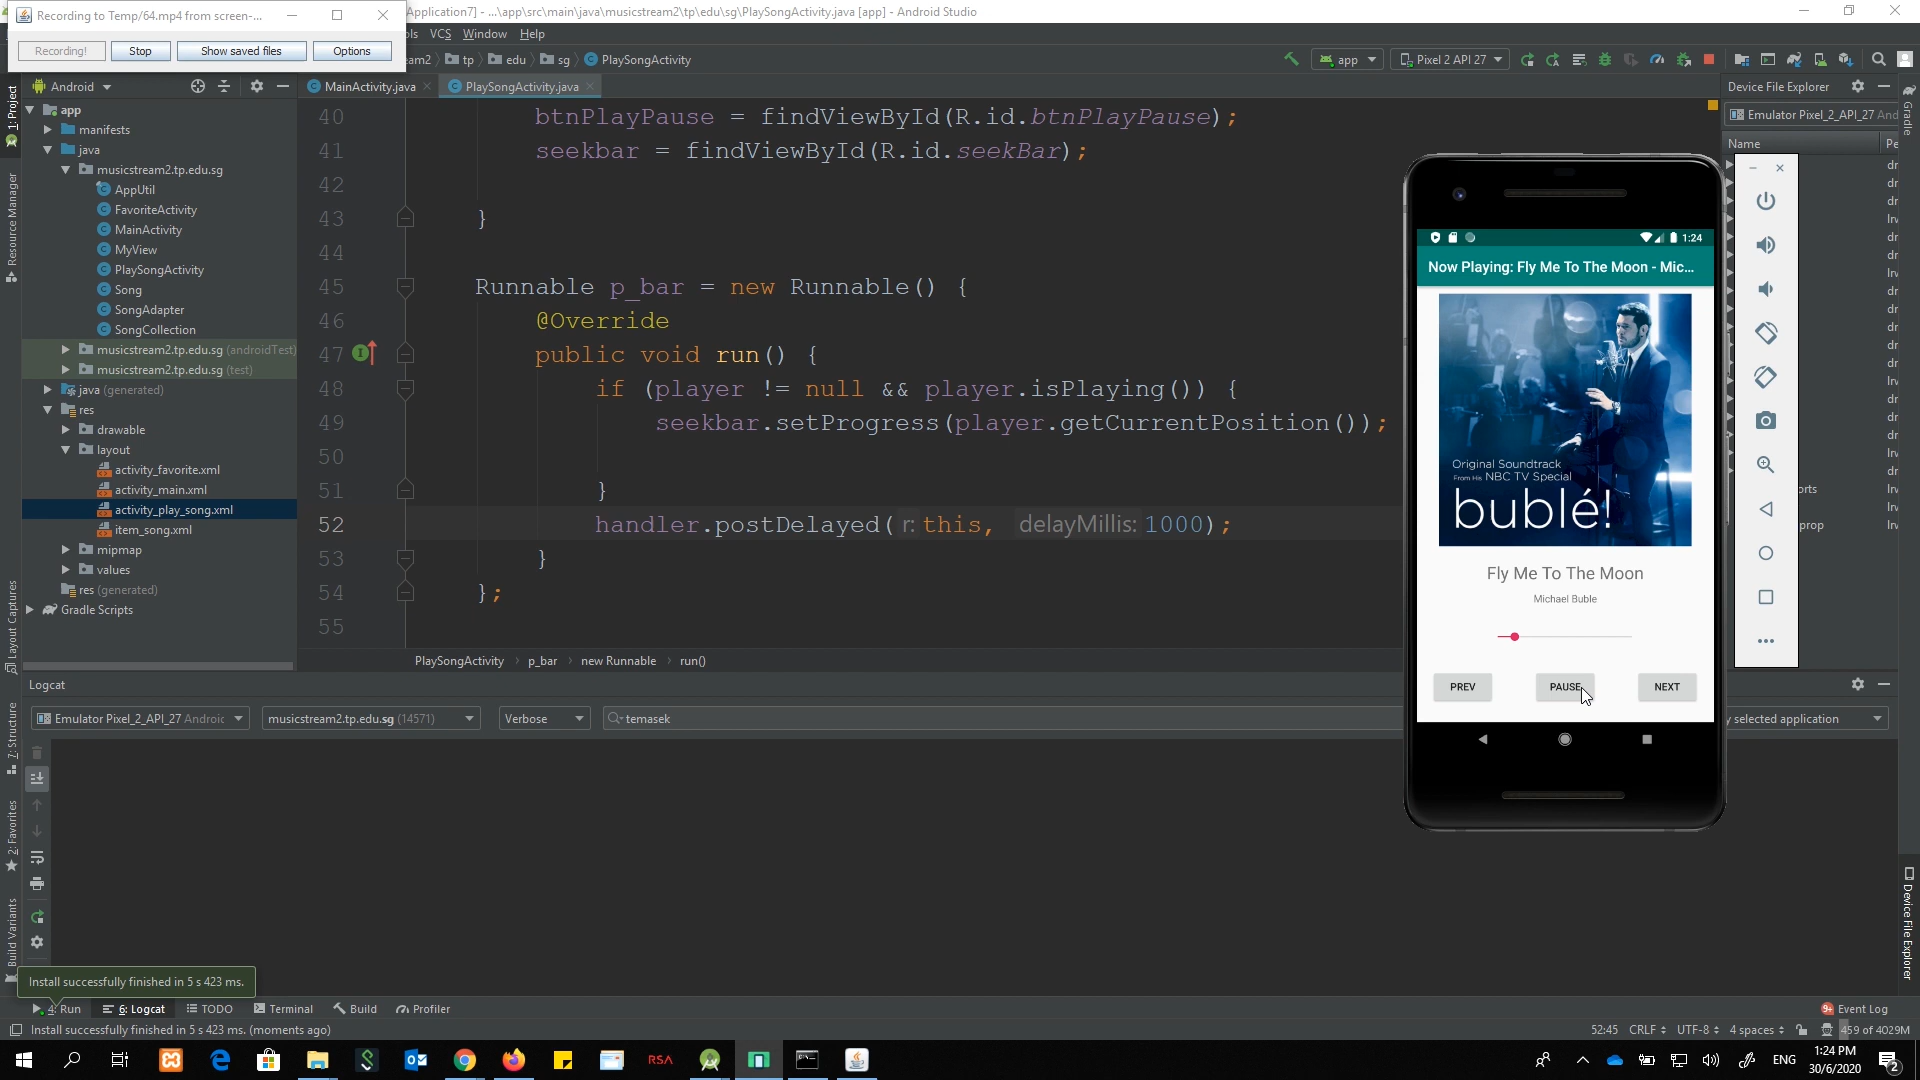 Recording to Temp/64.mp4 from screen-...
Application7] - ...\app\src\main\java\musicstream2\tp\edu\sg\PlaySongActivity.java [app] - Android Studio
Recording!
Stop
Show saved files
Options
ols
VCS
Window
Help
am2
tp
edu
sg
PlaySongActivity
app
Pixel 2 API 27
1: Project
Android
MainActivity.java
PlaySongActivity.java
Device File Explorer
Gradle
Emulator Pixel_2_API_27 And
Name
Pe
app
manifests
java
musicstream2.tp.edu.sg
AppUtil
FavoriteActivity
MainActivity
MyView
PlaySongActivity
Song
SongAdapter
SongCollection
musicstream2.tp.edu.sg (androidTest)
musicstream2.tp.edu.sg (test)
java (generated)
res
drawable
layout
activity_favorite.xml
activity_main.xml
activity_play_song.xml
item_song.xml
mipmap
values
res (generated)
Gradle Scripts
Resource Manager
Layout Captures
40 btnPlayPause = findViewById(R.id.btnPlayPause);
41 seekbar = findViewById(R.id.seekBar);
42
43 }
44
45 Runnable p_bar = new Runnable() {
46 @Override
47 public void run() {
48 if (player != null && player.isPlaying()) {
49 seekbar.setProgress(player.getCurrentPosition());
50
51 }
52 handler.postDelayed( r: this, delayMillis: 1000);
53 }
54 };
55
PlaySongActivity
p_bar
new Runnable
run()
1:24
Now Playing: Fly Me To The Moon - Mic...
Original Soundtrack
From His NBC TV Special
bublé!
Fly Me To The Moon
Michael Buble
PREV
PAUSE
NEXT
orts
prop
Logcat
Emulator Pixel_2_API_27 Androic
musicstream2.tp.edu.sg (14571)
Verbose
temasek
y selected application
7: Structure
2: Favorites
Build Variants
Device File Explorer
Install successfully finished in 5 s 423 ms.
4: Run
6: Logcat
TODO
Terminal
Build
Profiler
9+
Event Log
Install successfully finished in 5 s 423 ms. (moments ago)
52:45
CRLF
UTF-8
4 spaces
459 of 4029M
RSA
ENG
1:24 PM
30/6/2020
2